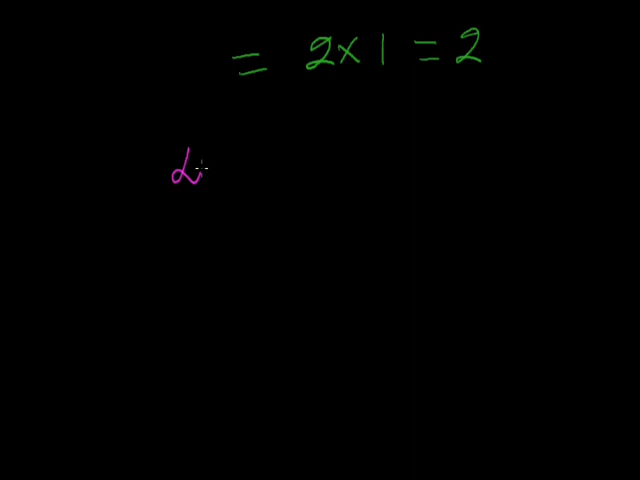 = 2 × 1 = 2